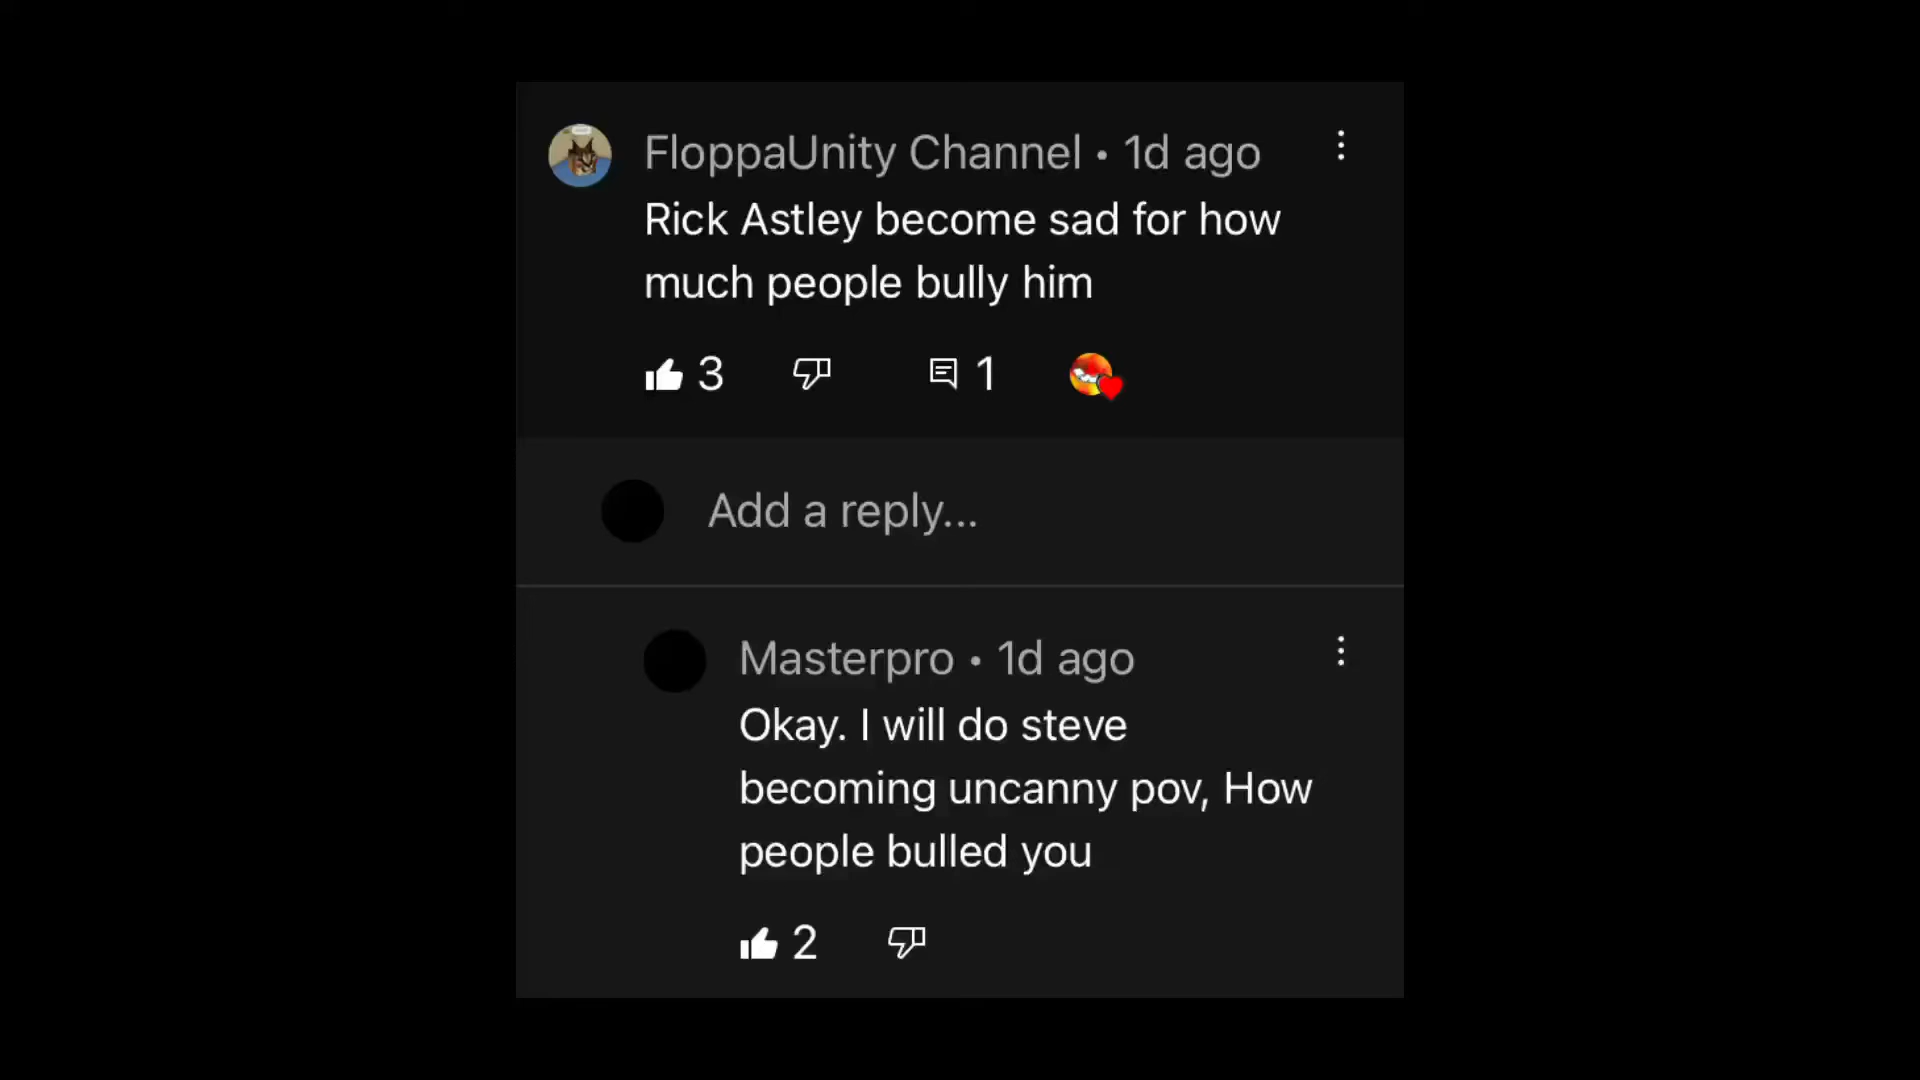 FloppaUnity Channel • 1d ago
Rick Astley become sad for how
much people bully him
3
1
Add a reply...
Masterpro • 1d ago
Okay. I will do steve
becoming uncanny pov, How
people bulled you
2